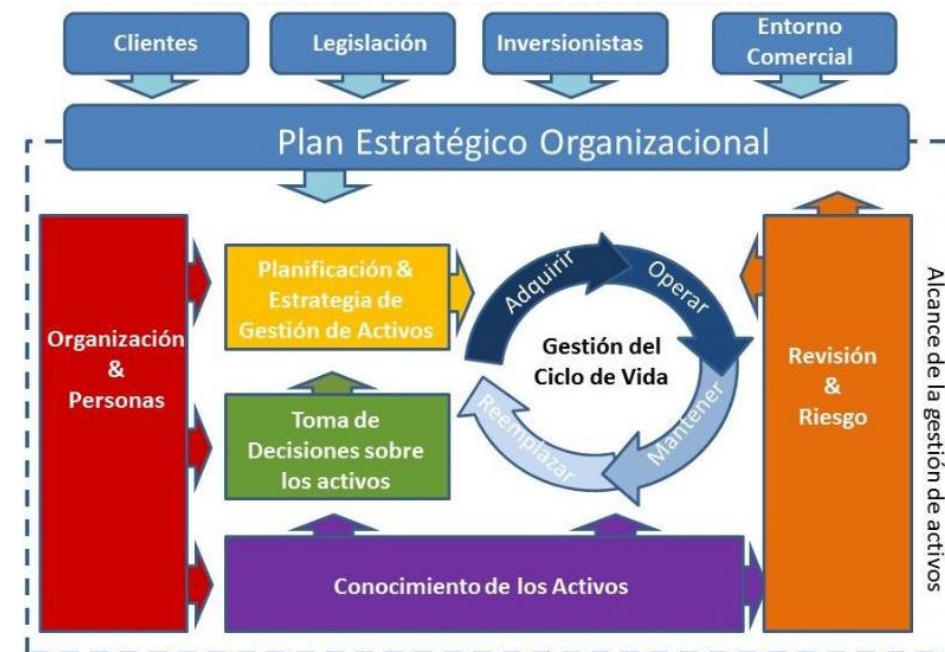 Clientes
Legislación
Inversionistas
Entorno
Comercial
Plan Estratégico Organizacional
Organización
&
Personas
Planificación &
Estrategia de
Gestión de Activos
Toma de
Decisiones sobre
los activos
Conocimiento de los Activos
Adquirir
Operar
Mantener
Reemplazar
Gestión del
Ciclo de Vida
Revisión
&
Riesgo
Alcance de la gestión de activos